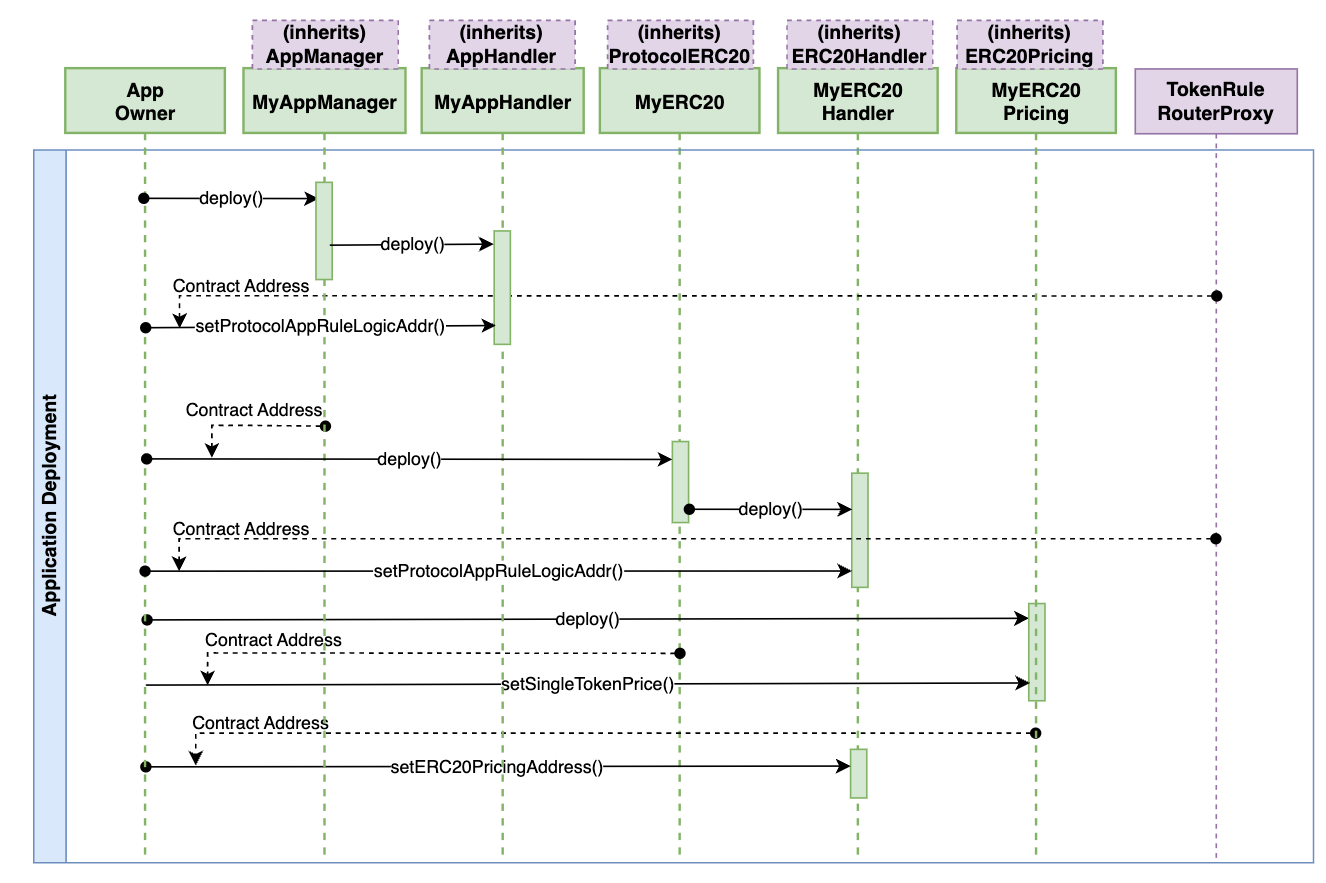 (inherits)
AppManager
(inherits)
AppHandler
(inherits)
ProtocolERC20
(inherits)
ERC20Handler
(inherits)
ERC20Pricing
App
Owner
MyAppManager
MyAppHandler
MyERC20
MyERC20
Handler
MyERC20
Pricing
TokenRule
RouterProxy
Application Deployment
deploy()
deploy()
Contract Address
setProtocolAppRuleLogicAddr()
Contract Address
deploy()
deploy()
Contract Address
setProtocolAppRuleLogicAddr()
deploy()
Contract Address
setSingleTokenPrice()
Contract Address
setERC20PricingAddress()